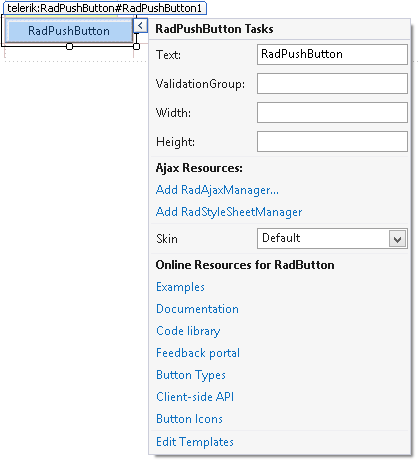 telerik:RadPushButton#RadPushButton1
RadPushButton
RadPushButton Tasks
Text: RadPushButton
ValidationGroup:
Width:
Height:
Ajax Resources:
Add RadAjaxManager...
Add RadStyleSheetManager
Skin Default
Online Resources for RadButton
Examples
Documentation
Code library
Feedback portal
Button Types
Client-side API
Button Icons
Edit Templates